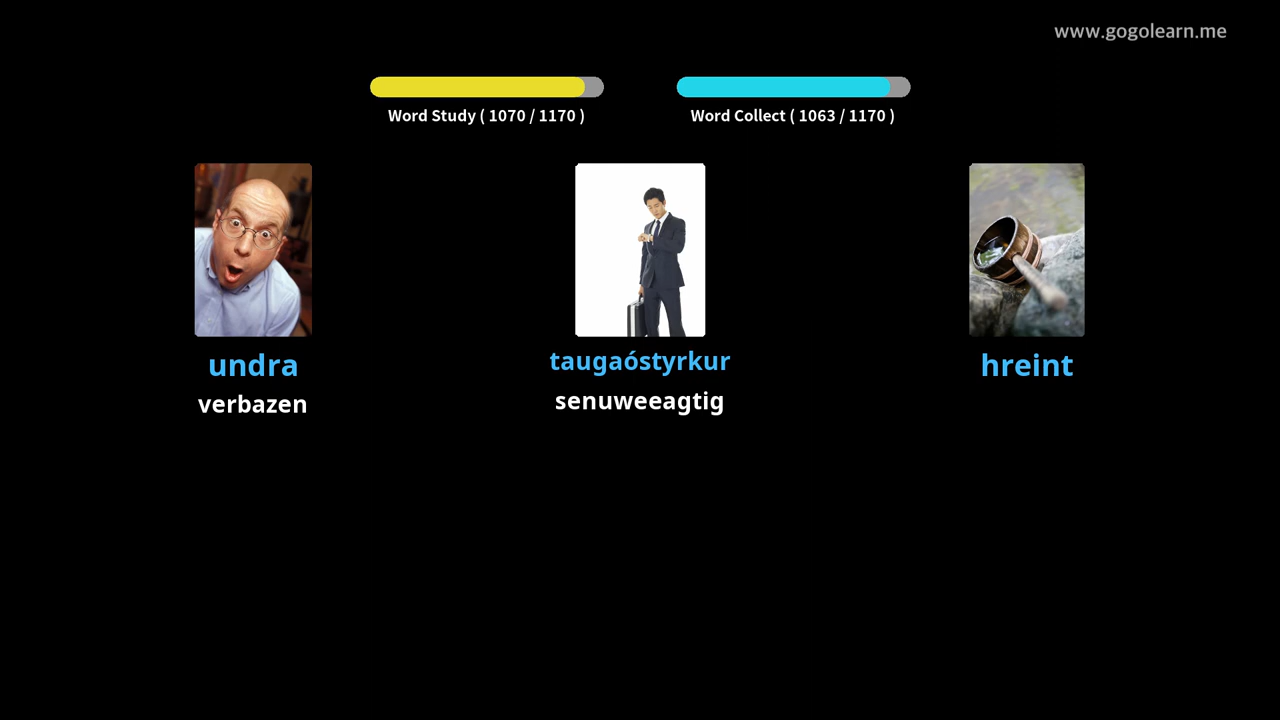 www.gogolearn.me
Word Study ( 1070 / 1170 )
Word Collect ( 1063 / 1170 )
undra
verbazen
taugaóstyrkur
senuweeagtig
hreint